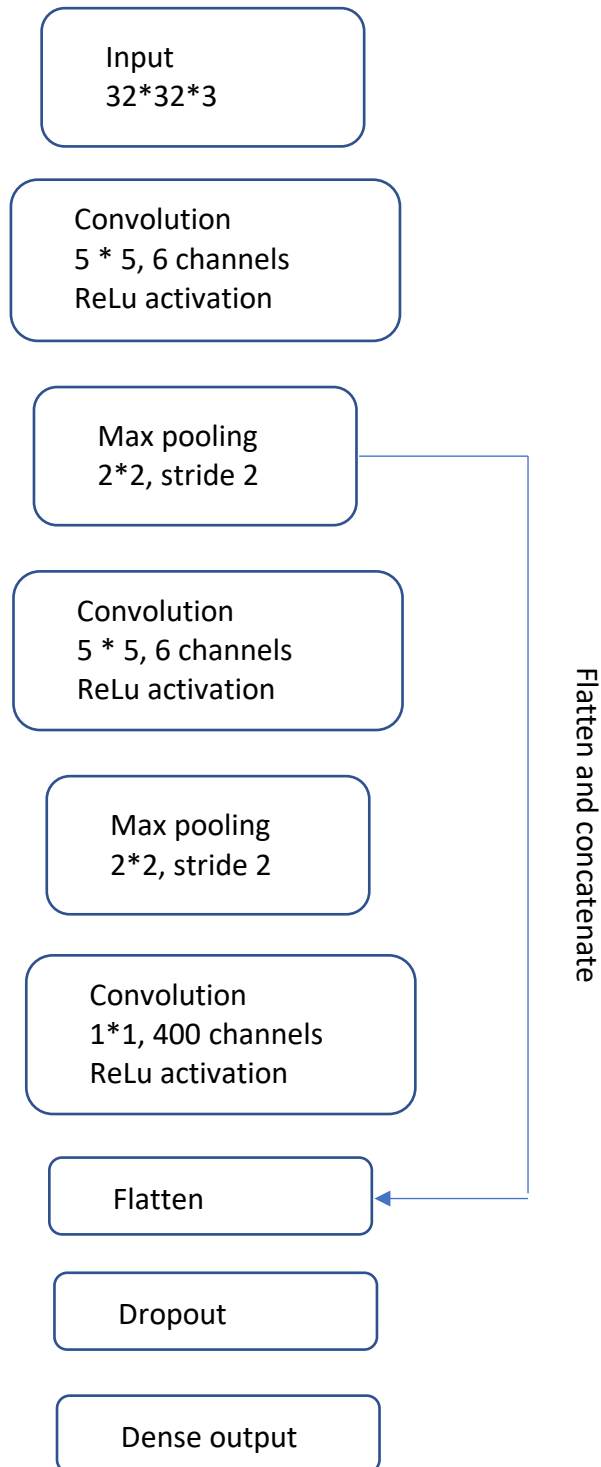 Input
32*32*3
Convolution
5 * 5, 6 channels
ReLu activation
Max pooling
2*2, stride 2
Convolution
5 * 5, 6 channels
ReLu activation
Max pooling
2*2, stride 2
Convolution
1*1, 400 channels
ReLu activation
Flatten and concatenate
Flatten
Dropout
Dense output